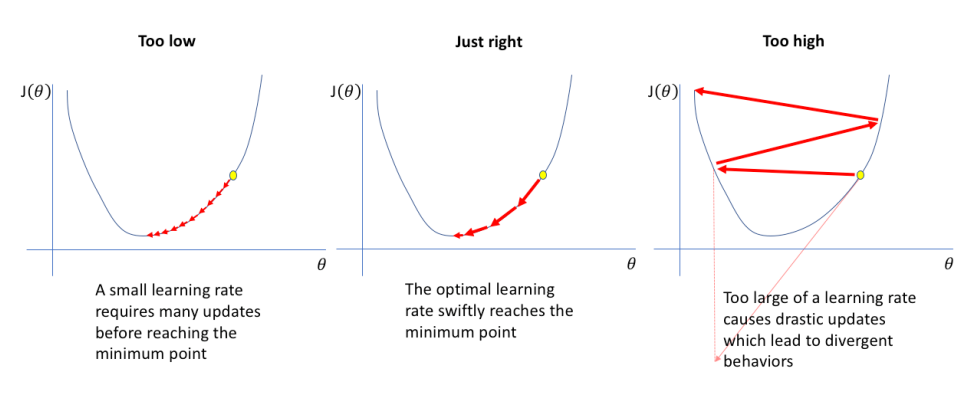 Too low
J(θ)
θ
A small learning rate
requires many updates
before reaching the
minimum point
Just right
J(θ)
θ
The optimal learning
rate swiftly reaches the
minimum point
Too high
J(θ)
θ
Too large of a learning rate
causes drastic updates
which lead to divergent
behaviors